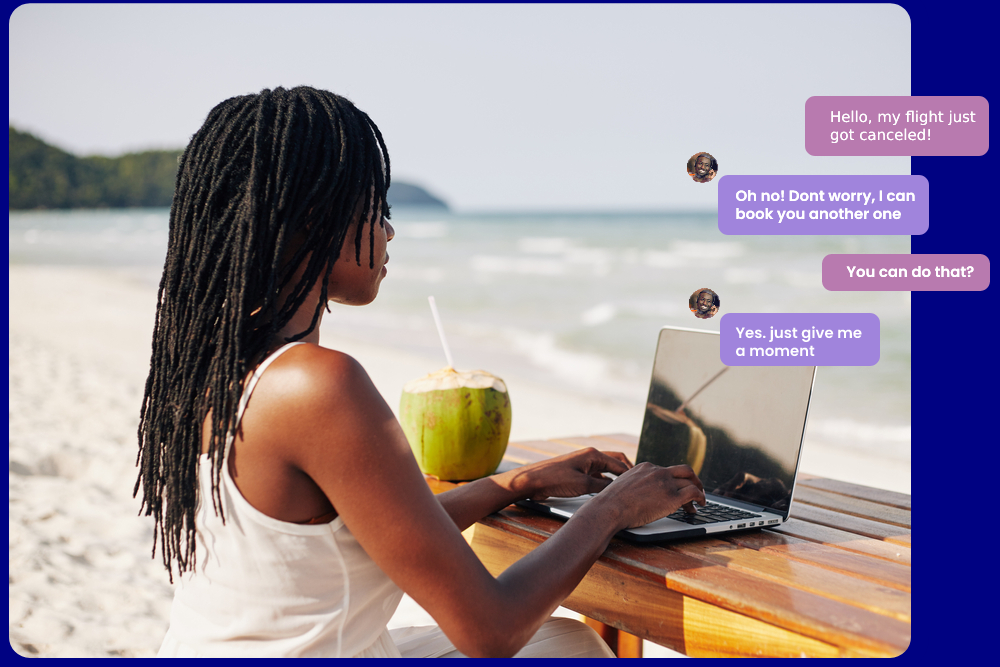 Hello, my flight just
got canceled!
Oh no! Dont worry, I can
book you another one
You can do that?
Yes. just give me
a moment